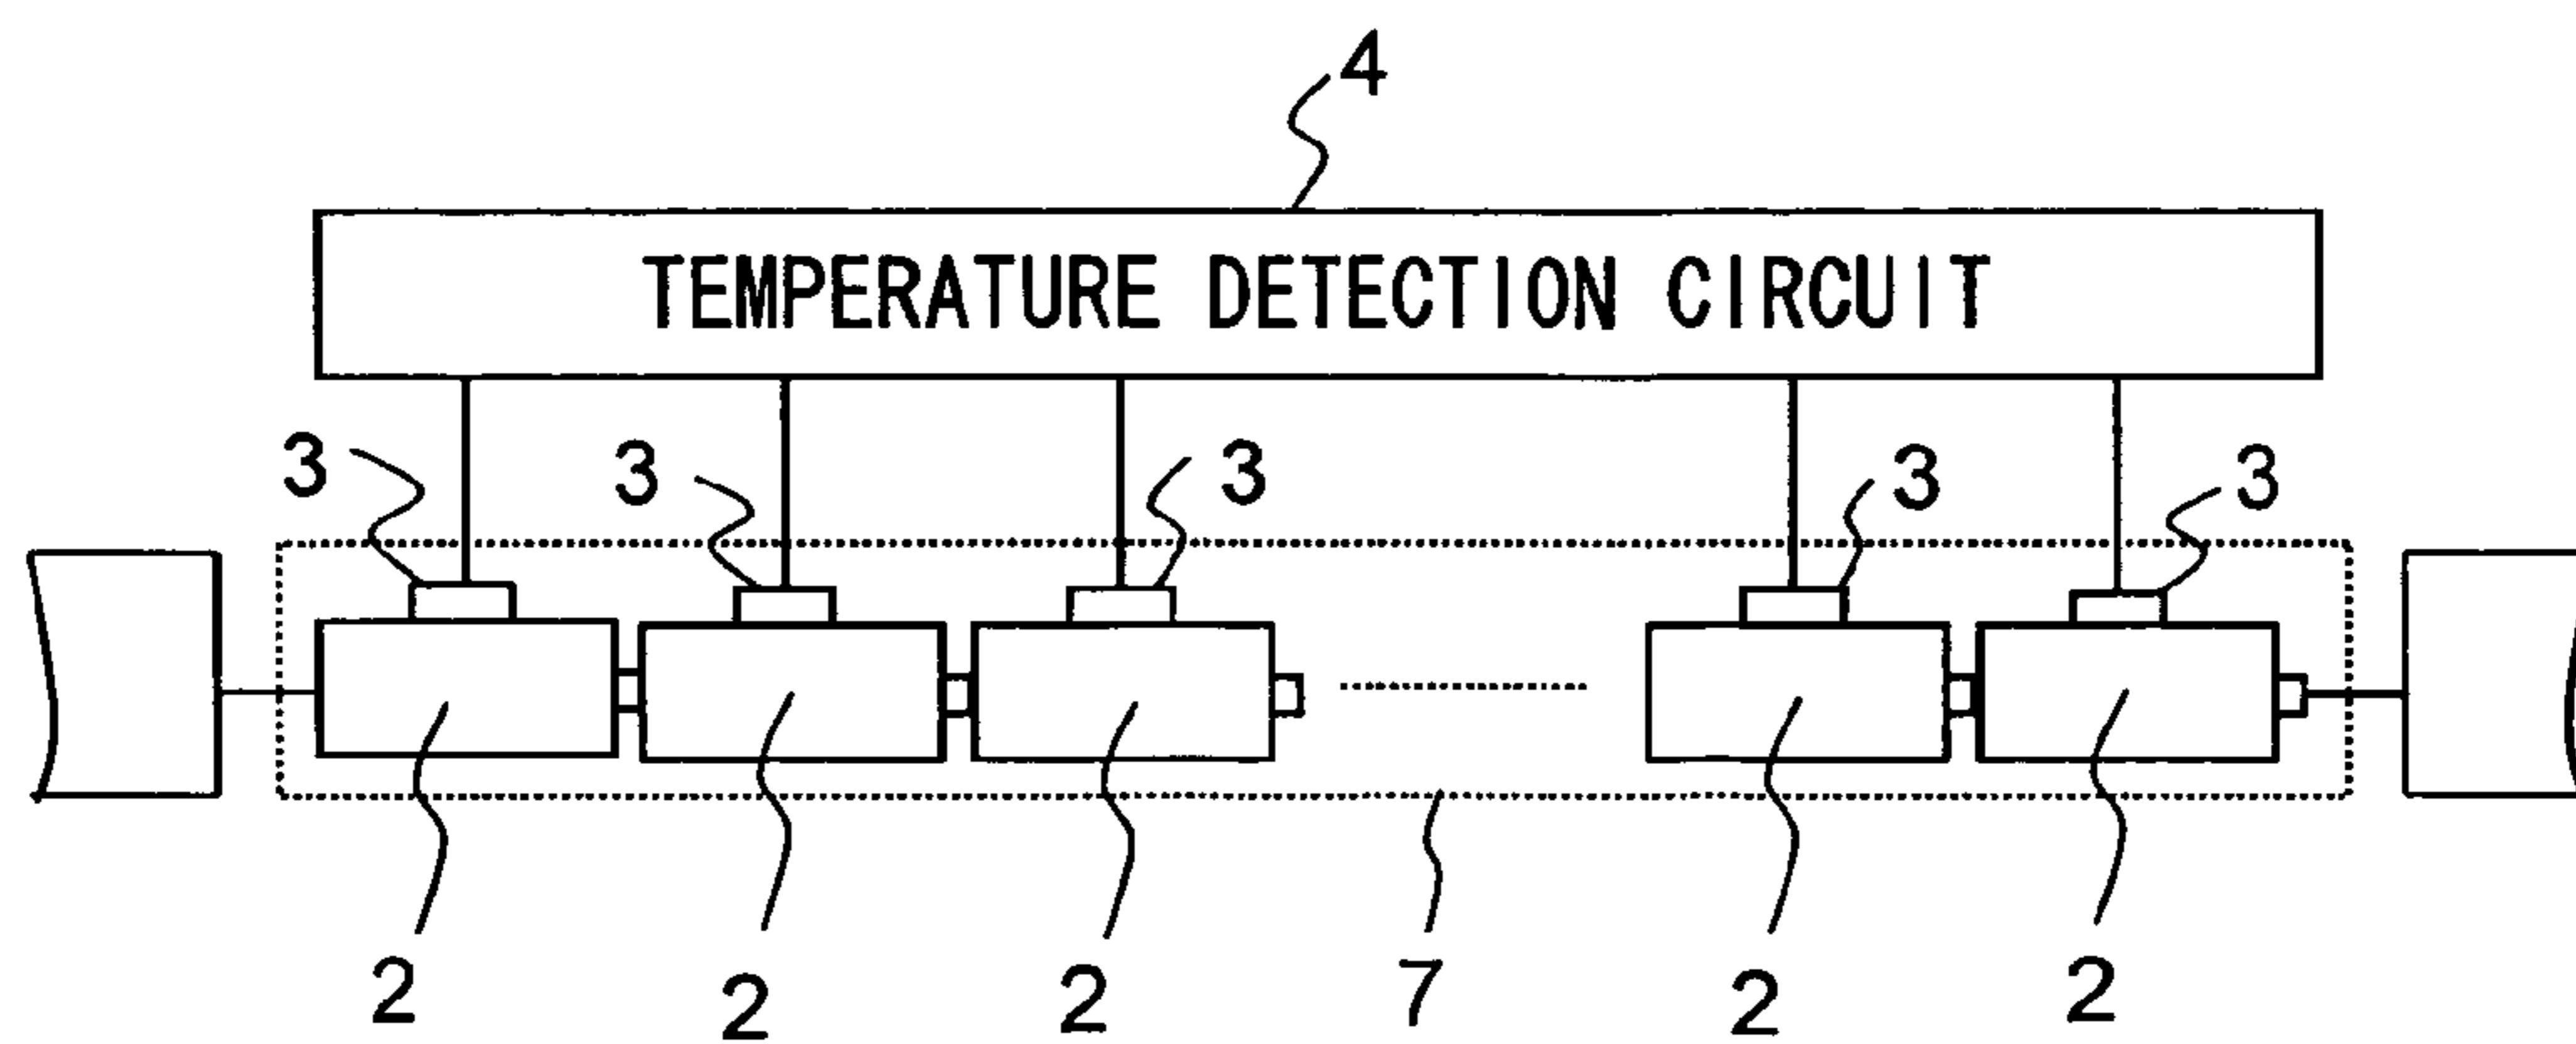 4
TEMPERATURE DETECTION CIRCUIT
3 3 3 3 3
2 2 2 7 2 2